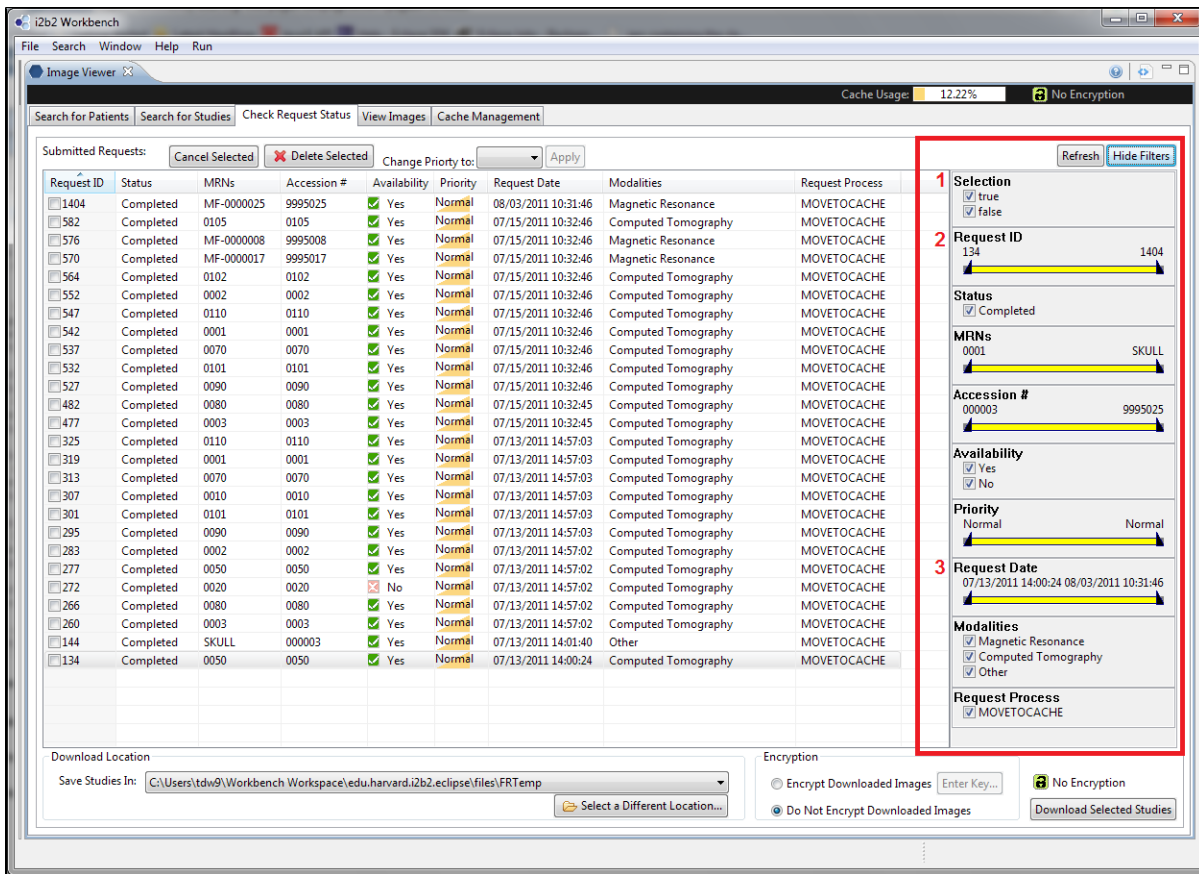 i2b2 Workbench
File Search Window Help Run
Image Viewer
Cache Usage: 12.22% No Encryption
Search for Patients Search for Studies Check Request Status View Images Cache Management
Submitted Requests: Cancel Selected Delete Selected Change Priorty to: Apply Refresh Hide Filters
Request ID Status MRNs Accession # Availability Priority Request Date Modalities Request Process
1404 Completed MF-0000025 9995025 Yes Normal 08/03/2011 10:31:46 Magnetic Resonance MOVETOCACHE
582 Completed 0105 0105 Yes Normal 07/15/2011 10:32:46 Computed Tomography MOVETOCACHE
576 Completed MF-0000008 9995008 Yes Normal 07/15/2011 10:32:46 Magnetic Resonance MOVETOCACHE
570 Completed MF-0000017 9995017 Yes Normal 07/15/2011 10:32:46 Magnetic Resonance MOVETOCACHE
564 Completed 0102 0102 Yes Normal 07/15/2011 10:32:46 Computed Tomography MOVETOCACHE
552 Completed 0002 0002 Yes Normal 07/15/2011 10:32:46 Computed Tomography MOVETOCACHE
547 Completed 0110 0110 Yes Normal 07/15/2011 10:32:46 Computed Tomography MOVETOCACHE
542 Completed 0001 0001 Yes Normal 07/15/2011 10:32:46 Computed Tomography MOVETOCACHE
537 Completed 0070 0070 Yes Normal 07/15/2011 10:32:46 Computed Tomography MOVETOCACHE
532 Completed 0101 0101 Yes Normal 07/15/2011 10:32:46 Computed Tomography MOVETOCACHE
527 Completed 0090 0090 Yes Normal 07/15/2011 10:32:46 Computed Tomography MOVETOCACHE
482 Completed 0080 0080 Yes Normal 07/15/2011 10:32:45 Computed Tomography MOVETOCACHE
477 Completed 0003 0003 Yes Normal 07/15/2011 10:32:45 Computed Tomography MOVETOCACHE
325 Completed 0110 0110 Yes Normal 07/13/2011 14:57:03 Computed Tomography MOVETOCACHE
319 Completed 0001 0001 Yes Normal 07/13/2011 14:57:03 Computed Tomography MOVETOCACHE
313 Completed 0070 0070 Yes Normal 07/13/2011 14:57:03 Computed Tomography MOVETOCACHE
307 Completed 0010 0010 Yes Normal 07/13/2011 14:57:03 Computed Tomography MOVETOCACHE
301 Completed 0101 0101 Yes Normal 07/13/2011 14:57:03 Computed Tomography MOVETOCACHE
295 Completed 0090 0090 Yes Normal 07/13/2011 14:57:03 Computed Tomography MOVETOCACHE
283 Completed 0002 0002 Yes Normal 07/13/2011 14:57:02 Computed Tomography MOVETOCACHE
277 Completed 0050 0050 Yes Normal 07/13/2011 14:57:02 Computed Tomography MOVETOCACHE
272 Completed 0020 0020 No Normal 07/13/2011 14:57:02 Computed Tomography MOVETOCACHE
266 Completed 0080 0080 Yes Normal 07/13/2011 14:57:02 Computed Tomography MOVETOCACHE
260 Completed 0003 0003 Yes Normal 07/13/2011 14:57:02 Computed Tomography MOVETOCACHE
144 Completed SKULL 000003 Yes Normal 07/13/2011 14:01:40 Other MOVETOCACHE
134 Completed 0050 0050 Yes Normal 07/13/2011 14:00:24 Computed Tomography MOVETOCACHE
1 Selection
true
false
2 Request ID
134 1404
Status
Completed
MRNs
0001 SKULL
Accession #
000003 9995025
Availability
Yes
No
Priority
Normal Normal
3 Request Date
07/13/2011 14:00:24 08/03/2011 10:31:46
Modalities
Magnetic Resonance
Computed Tomography
Other
Request Process
MOVETOCACHE
Download Location
Save Studies In: C:\Users\tdw9\Workbench Workspace\edu.harvard.i2b2.eclipse\files\FRTemp
Select a Different Location...
Encryption
Encrypt Downloaded Images Enter Key...
Do Not Encrypt Downloaded Images
No Encryption
Download Selected Studies